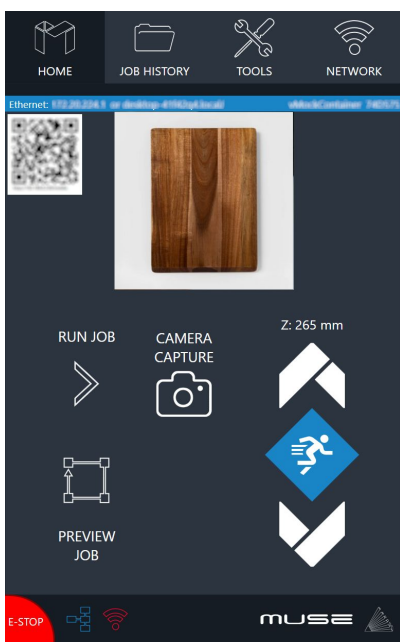 HOME
JOB HISTORY
TOOLS
NETWORK
Ethernet:
RUN JOB
CAMERA
CAPTURE
Z: 265 mm
PREVIEW
JOB
E-STOP
muse